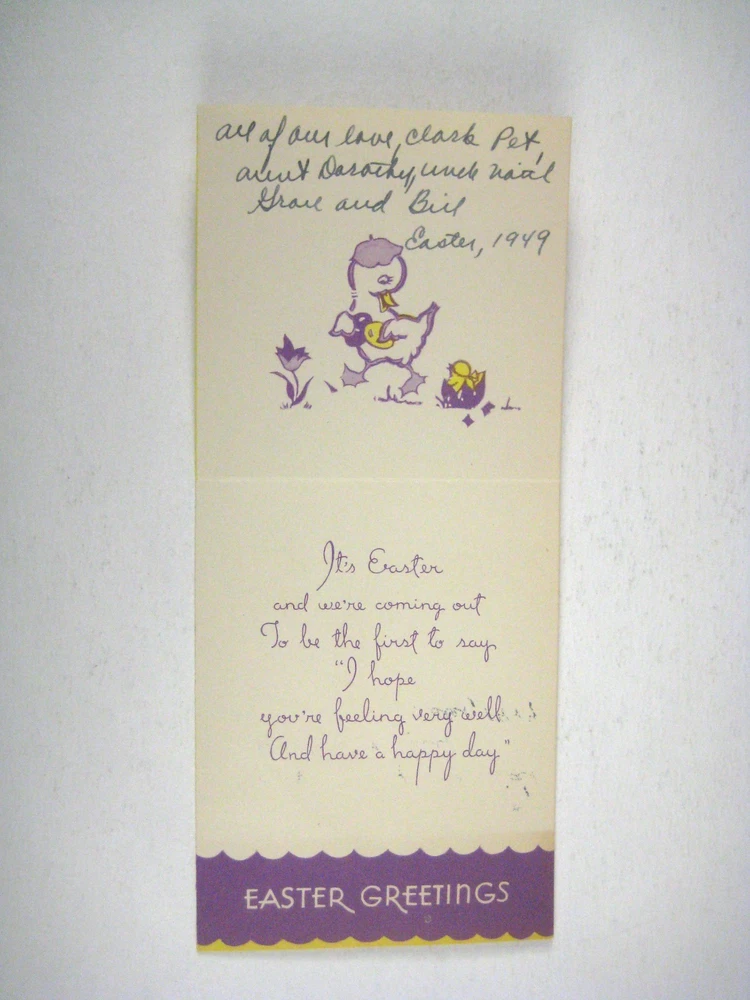 all of our love, Clark Pet,
aunt Dorothy, uncle
Grace and Bill
Easter, 1949
It's Easter
and we're coming out
To be the first to say
"I hope
you're feeling very well
And have a happy day"
EASTER GREETINGS